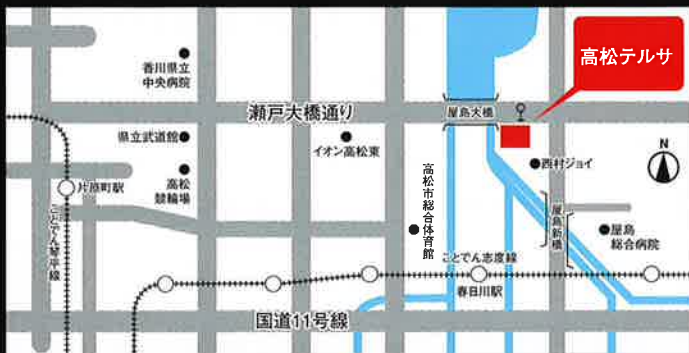 高松テルサ
香川県立
中央病院
瀬戸大橋通り
屋島大橋
県立武道館
イオン高松東
西村ジョイ
N
高松
競輪場
片原町駅
高松市総合体育館
屋島新橋
屋島
総合病院
ことでん琴平線
ことでん志度線
春日川駅
国道11号線